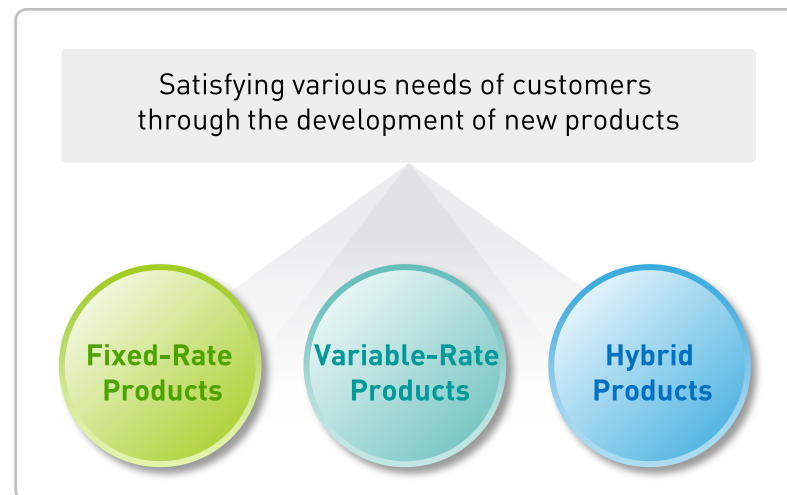 Satisfying various needs of customers
through the development of new products
Fixed-Rate
Products
Variable-Rate
Products
Hybrid
Products